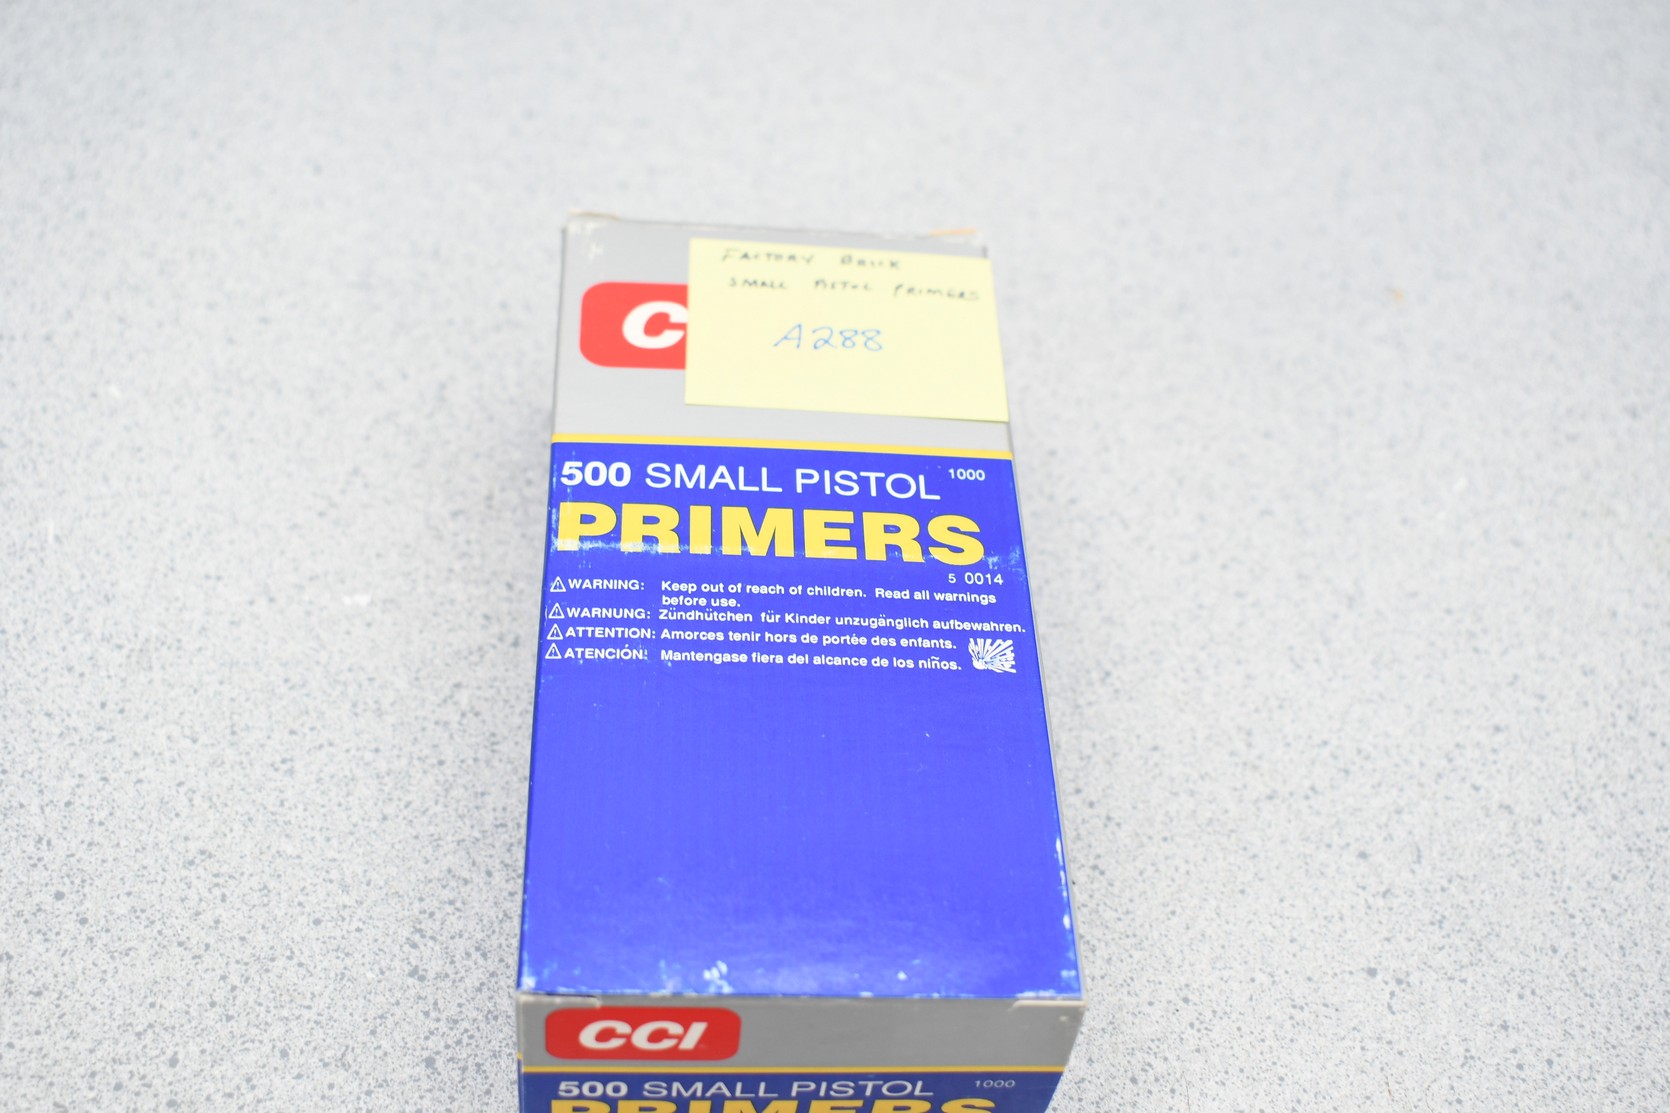 FACTORY BRICK
SMALL PISTOL PRIMERS
A288
C
500 SMALL PISTOL 1000
PRIMERS
5 0014
WARNING: Keep out of reach of children. Read all warnings
before use.
WARNUNG: Zündhütchen für Kinder unzugänglich aufbewahren.
ATTENTION: Amorces tenir hors de portée des enfants.
ATENCIÓN: Mantengase fiera del alcance de los niños.
CCI
500 SMALL PISTOL 1000
PRIMERS